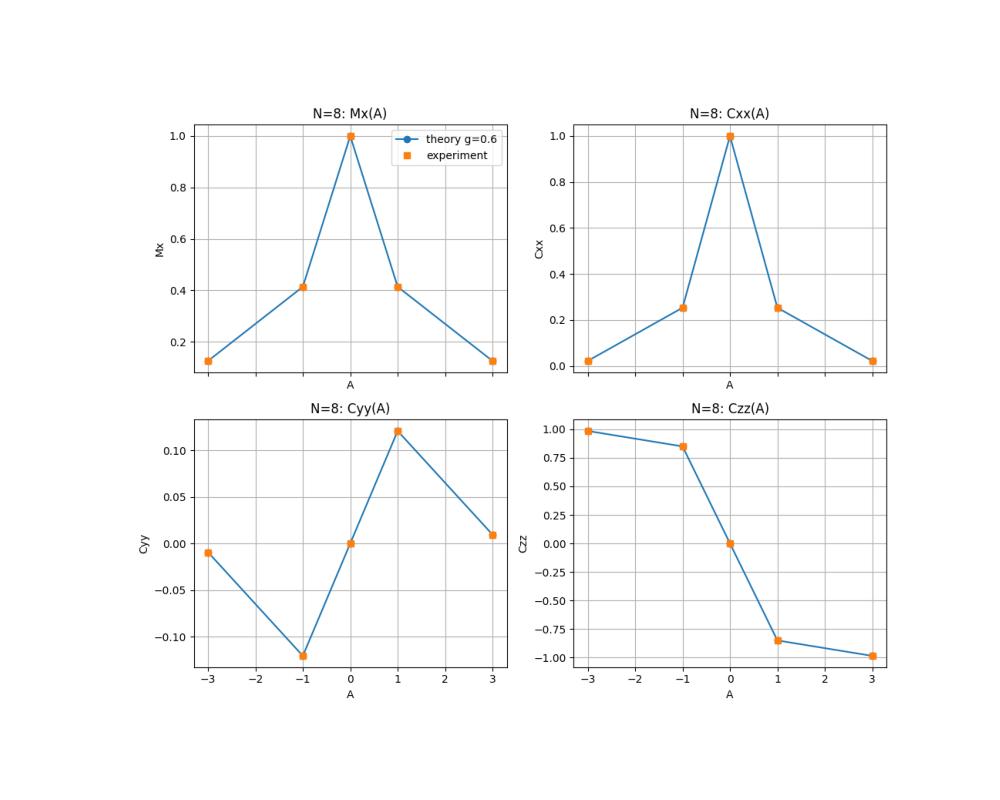 N=8: Mx(A)
1.0
0.8
0.6
0.4
0.2
Mx
A
theory g=0.6
experiment
N=8: Cxx(A)
1.0
0.8
0.6
0.4
0.2
0.0
Cxx
A
N=8: Cyy(A)
0.10
0.05
0.00
−0.05
−0.10
Cyy
−3 −2 −1 0 1 2 3
A
N=8: Czz(A)
1.00
0.75
0.50
0.25
0.00
−0.25
−0.50
−0.75
−1.00
Czz
−3 −2 −1 0 1 2 3
A